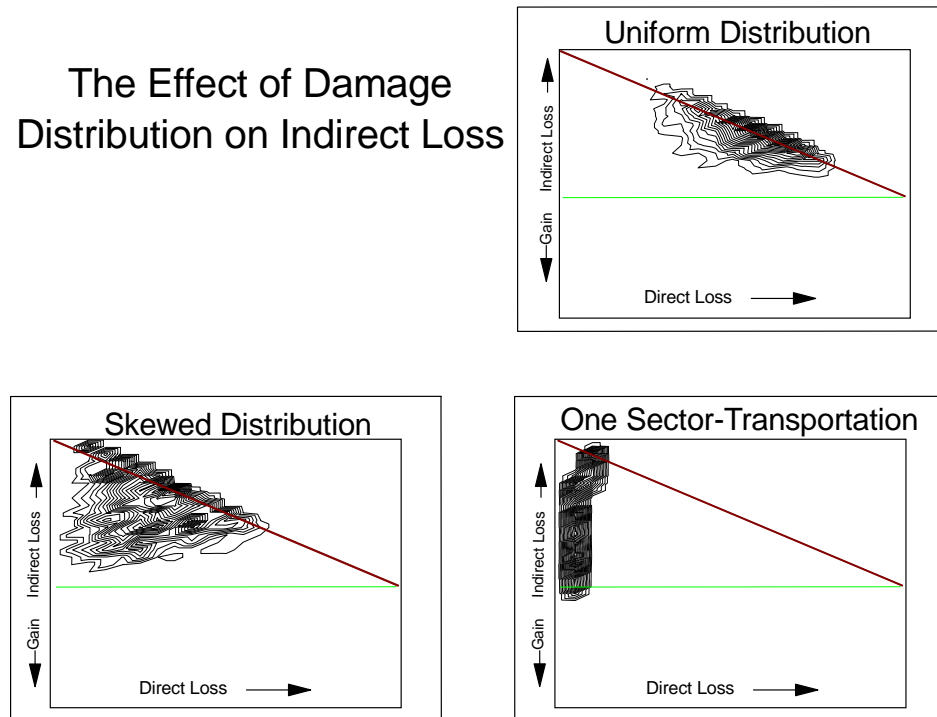 The Effect of Damage
Distribution on Indirect Loss
Uniform Distribution
Indirect Loss
Gain
Direct Loss
Skewed Distribution
Indirect Loss
Gain
Direct Loss
One Sector-Transportation
Indirect Loss
Gain
Direct Loss